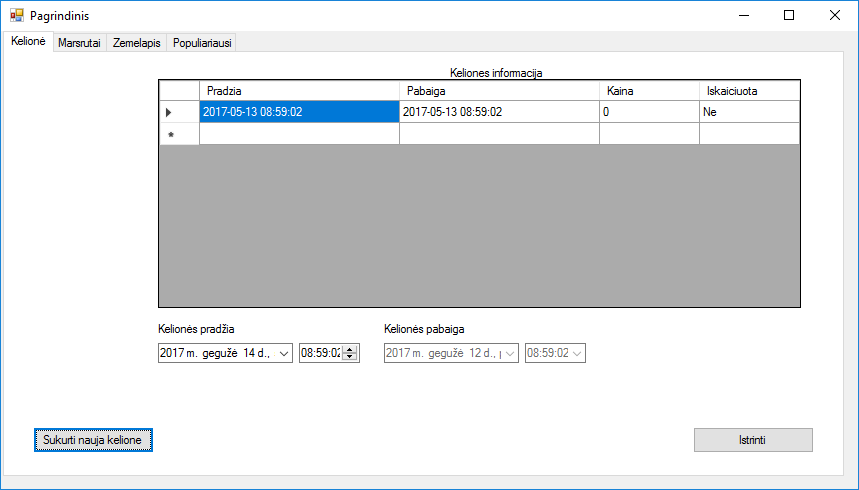 Pagrindinis
Kelionė Marsrutai Zemelapis Populiariausi
Keliones informacija
Pradzia Pabaiga Kaina Iskaiciuota
2017-05-13 08:59:02 2017-05-13 08:59:02 0 Ne
*
Kelionės pradžia Kelionės pabaiga
2017 m. gegužė 14 d., 08:59:02 2017 m. gegužė 12 d., 08:59:02
Sukurti nauja kelione Istrinti